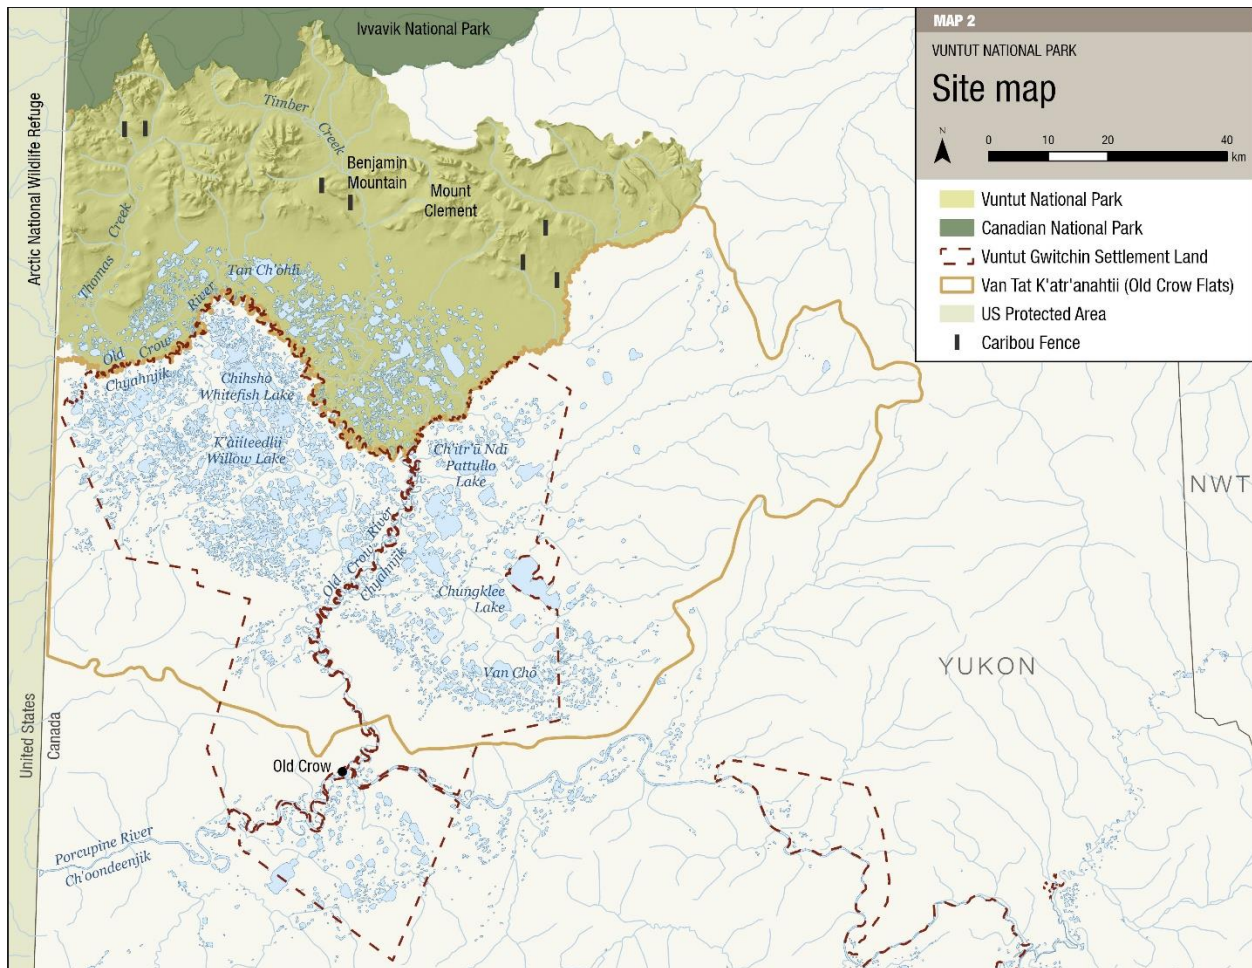 MAP 2
VUNTUT NATIONAL PARK
Site map
N
0 10 20 40
km
Vuntut National Park
Canadian National Park
Vuntut Gwitchin Settlement Land
Van Tat K'atr'anahtii (Old Crow Flats)
US Protected Area
Caribou Fence
Ivvavik National Park
Arctic National Wildlife Refuge
Timber
Creek
Benjamin
Mountain
Mount
Clement
Thomas
Creek
Tan Ch'ohłi
Old Crow River
Chyahnjik
Chihshò
Whitefish Lake
K'aiiteedlii
Willow Lake
Ch'itr'ù Ndī
Pattullo
Lake
Old Crow River
Chyahnjik
Chungklee
Lake
Van Chō
NWT
YUKON
United States
Canada
Old Crow
Porcupine River
Ch'oondeenjik